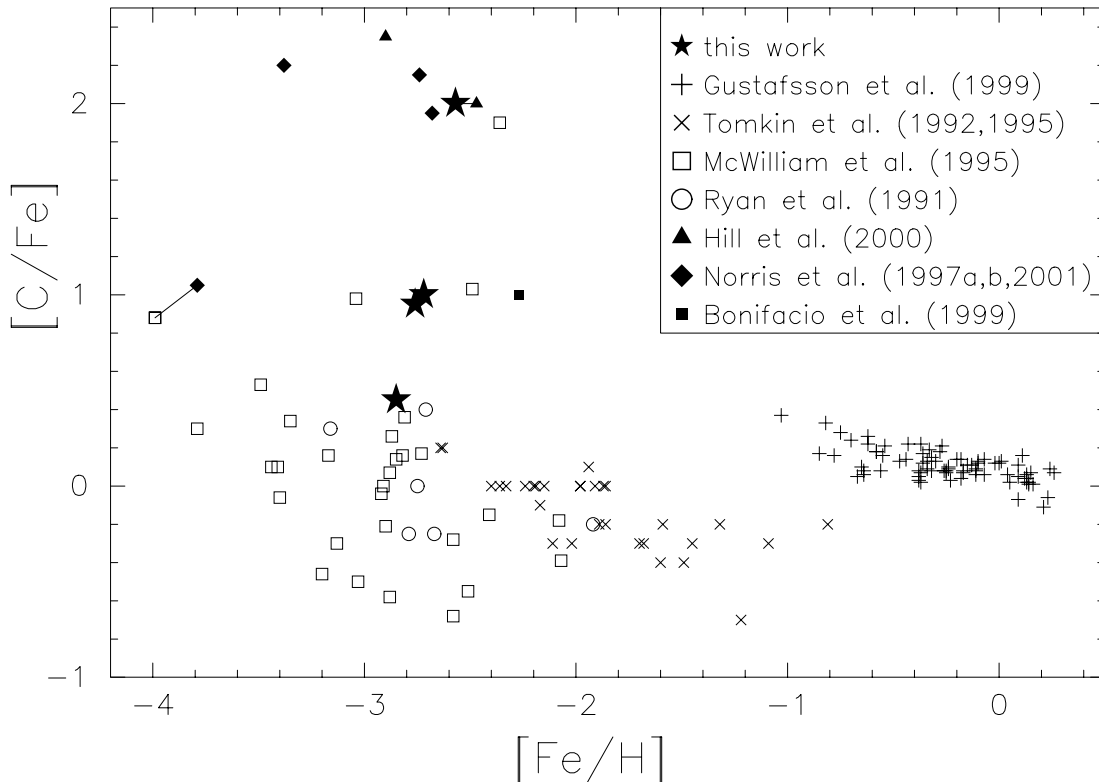 2
1
0
−1
[C/Fe]
this work
Gustafsson et al. (1999)
Tomkin et al. (1992,1995)
McWilliam et al. (1995)
Ryan et al. (1991)
Hill et al. (2000)
Norris et al. (1997a,b,2001)
Bonifacio et al. (1999)
−4 −3 −2 −1 0
[Fe/H]